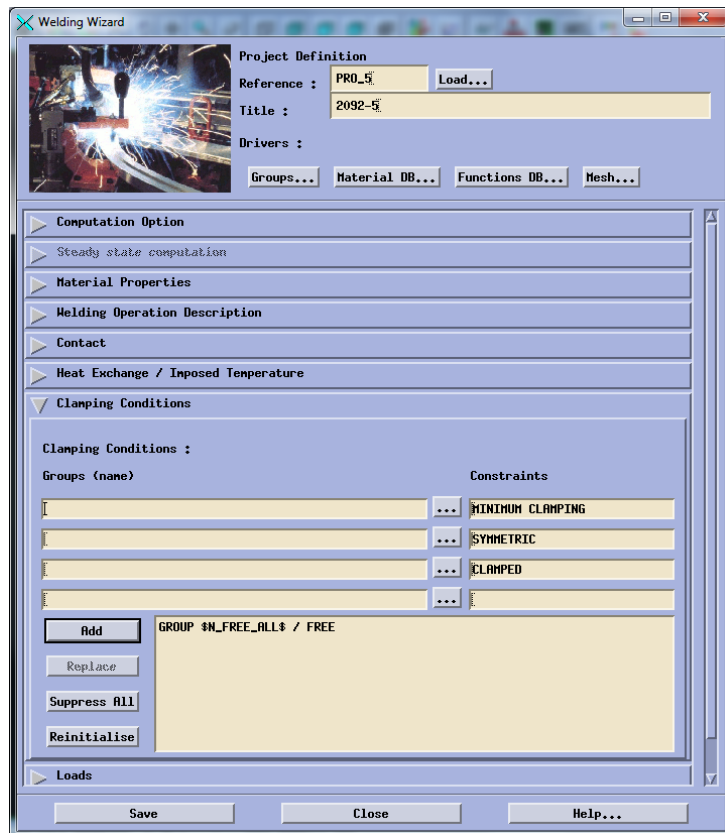 Welding Wizard
Project Definition
Reference : PRO_5 Load...
Title : 2092-5
Drivers :
Groups... Material DB... Functions DB... Mesh...
Computation Option
Steady state computation
Material Properties
Welding Operation Description
Contact
Heat Exchange / Imposed Temperature
Clamping Conditions
Clamping Conditions :
Groups (name) Constraints
... MINIMUM CLAMPING
... SYMMETRIC
... CLAMPED
...
Add GROUP $N_FREE_ALL$ / FREE
Replace
Suppress All
Reinitialise
Loads
Save Close Help...